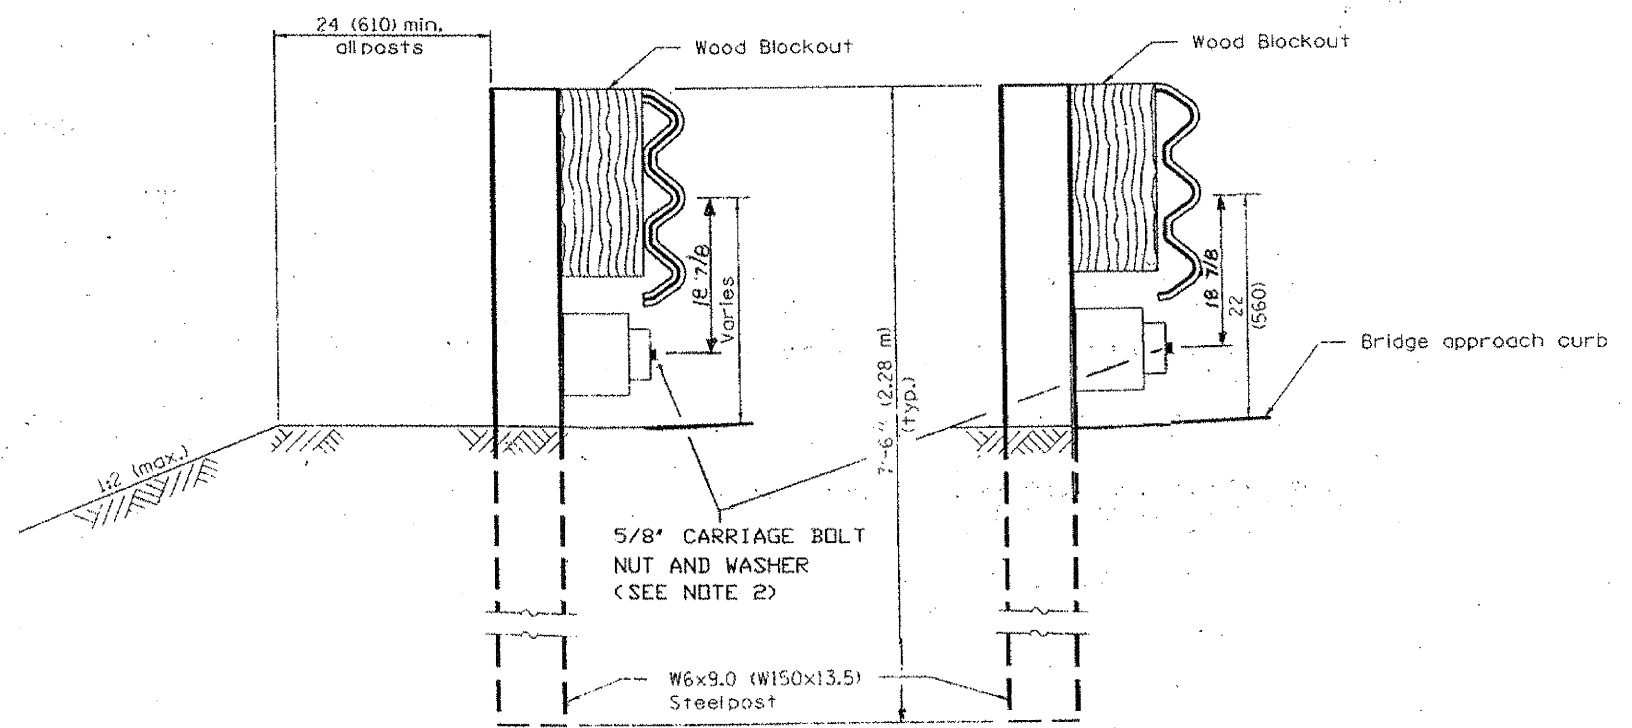 24 (610) min.
all posts
Wood Blockout
Wood Blockout
18 7/8
Varies
18 7/8
22
(560)
Bridge approach curb
7'-6" (2.28 m)
(typ.)
1:2 (max.)
5/8" CARRIAGE BOLT
NUT AND WASHER
(SEE NOTE 2)
W6x9.0 (W150x13.5)
Steel post